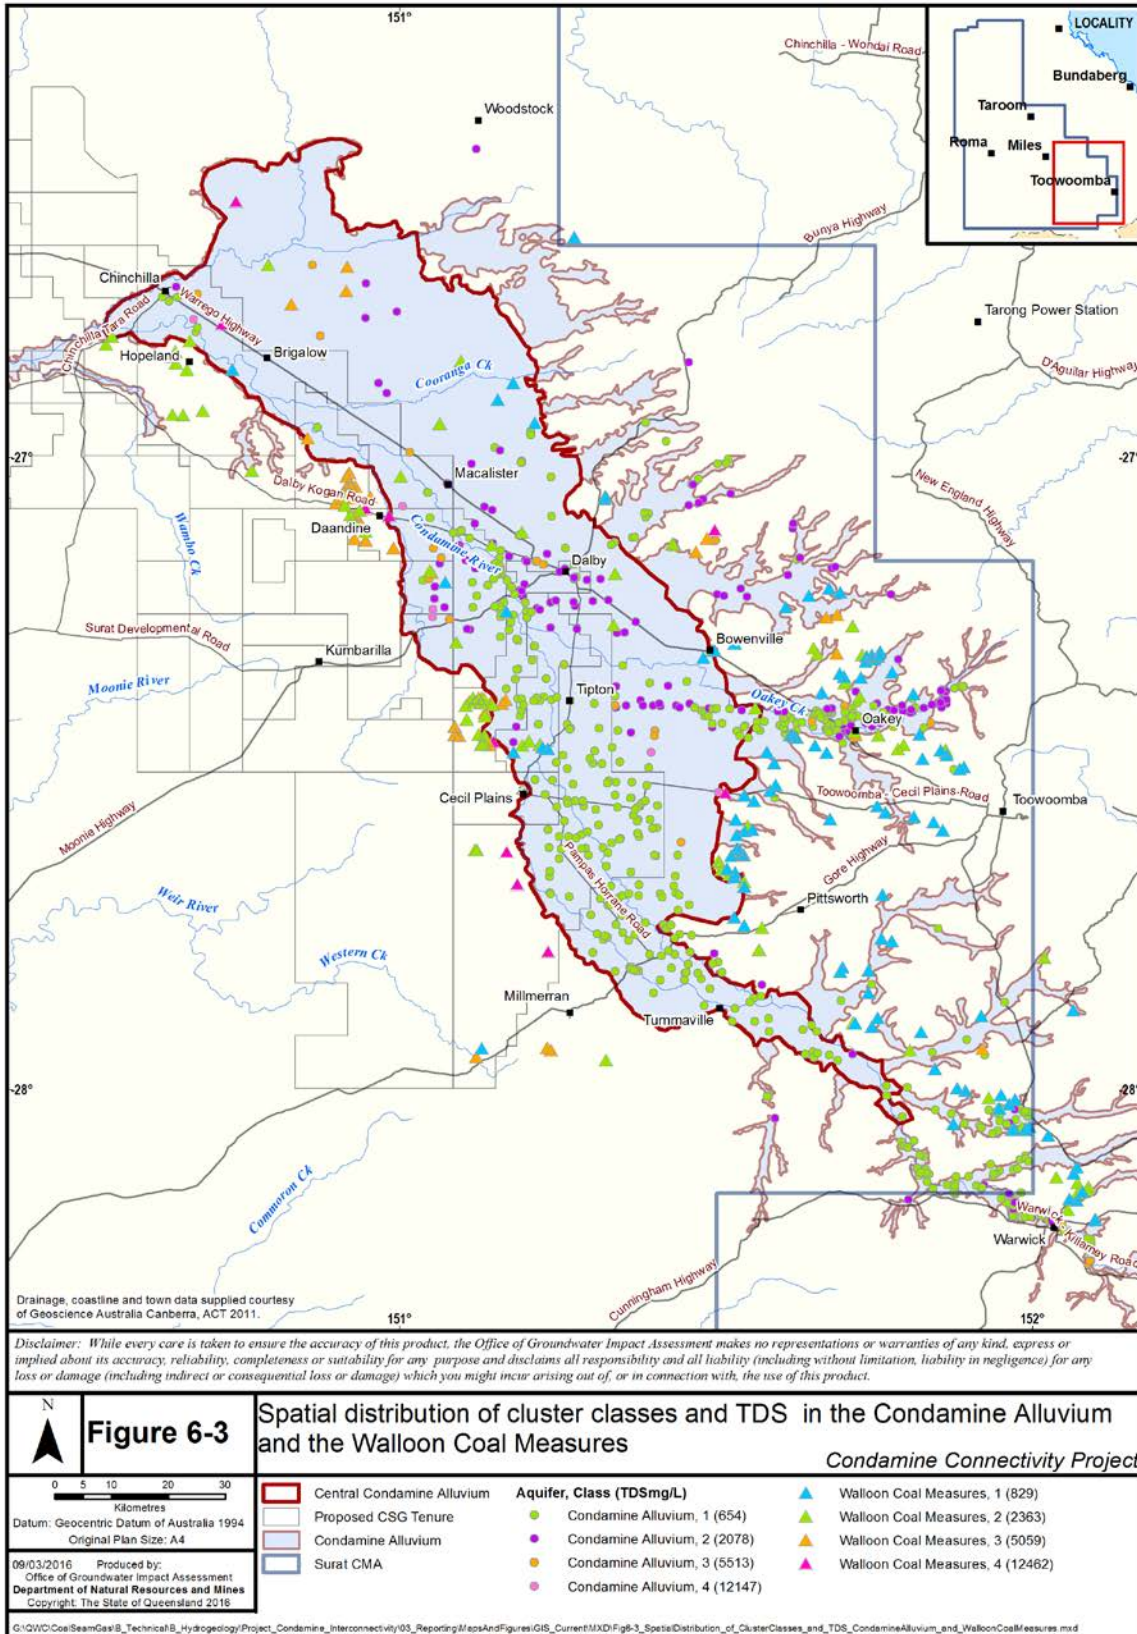 151°
Chinchilla - Wondai Road
LOCALITY
Bundaberg
Taroom
Roma
Miles
Toowoomba
Woodstock
Bunya Highway
Chinchilla
Warrego Highway
Chinchilla Tara Road
Hopeland
Brigalow
Cooranga Ck
Tarong Power Station
D'Aguilar Highway
-27°
-27°
Macalister
Dalby Kogan Road
Daandine
Condamine River
Wambo Ck
New England Highway
Dalby
Surat Developmental Road
Kumbarilla
Bowenville
Moonie River
Tipton
Oakey Ck
Oakey
Cecil Plains
Toowoomba - Cecil Plains-Road
Toowoomba
Moonie Highway
Pampas Horrane Road
Gore Highway
Pittsworth
Weir River
Western Ck
Millmerran
Tummaville
-28°
-28°
Commoron Ck
Warwick - Killarney Road
Warwick
Cunningham Highway
Drainage, coastline and town data supplied courtesy
of Geoscience Australia Canberra, ACT 2011.
151°
152°
Disclaimer: While every care is taken to ensure the accuracy of this product, the Office of Groundwater Impact Assessment makes no representations or warranties of any kind, express or
implied about its accuracy, reliability, completeness or suitability for any purpose and disclaims all responsibility and all liability (including without limitation, liability in negligence) for any
loss or damage (including indirect or consequential loss or damage) which you might incur arising out of, or in connection with, the use of this product.
N
Figure 6-3
Spatial distribution of cluster classes and TDS in the Condamine Alluvium
and the Walloon Coal Measures
Condamine Connectivity Project
0 5 10 20 30
Kilometres
Datum: Geocentric Datum of Australia 1994
Original Plan Size: A4
09/03/2016 Produced by:
Office of Groundwater Impact Assessment
Department of Natural Resources and Mines
Copyright: The State of Queensland 2016
Central Condamine Alluvium
Proposed CSG Tenure
Condamine Alluvium
Surat CMA
Aquifer, Class (TDSmg/L)
Condamine Alluvium, 1 (654)
Condamine Alluvium, 2 (2078)
Condamine Alluvium, 3 (5513)
Condamine Alluvium, 4 (12147)
Walloon Coal Measures, 1 (829)
Walloon Coal Measures, 2 (2363)
Walloon Coal Measures, 3 (5059)
Walloon Coal Measures, 4 (12462)
G:\QWC\CoalSeamGas\B_Technical\B_Hydrogeology\Project_Condamine_Interconnectivity\03_Reporting\MapsAndFigures\GIS_Current\MXD\Fig6-3_SpatialDistribution_of_ClusterClasses_and_TDS_CondamineAlluvium_and_WalloonCoalMeasures.mxd